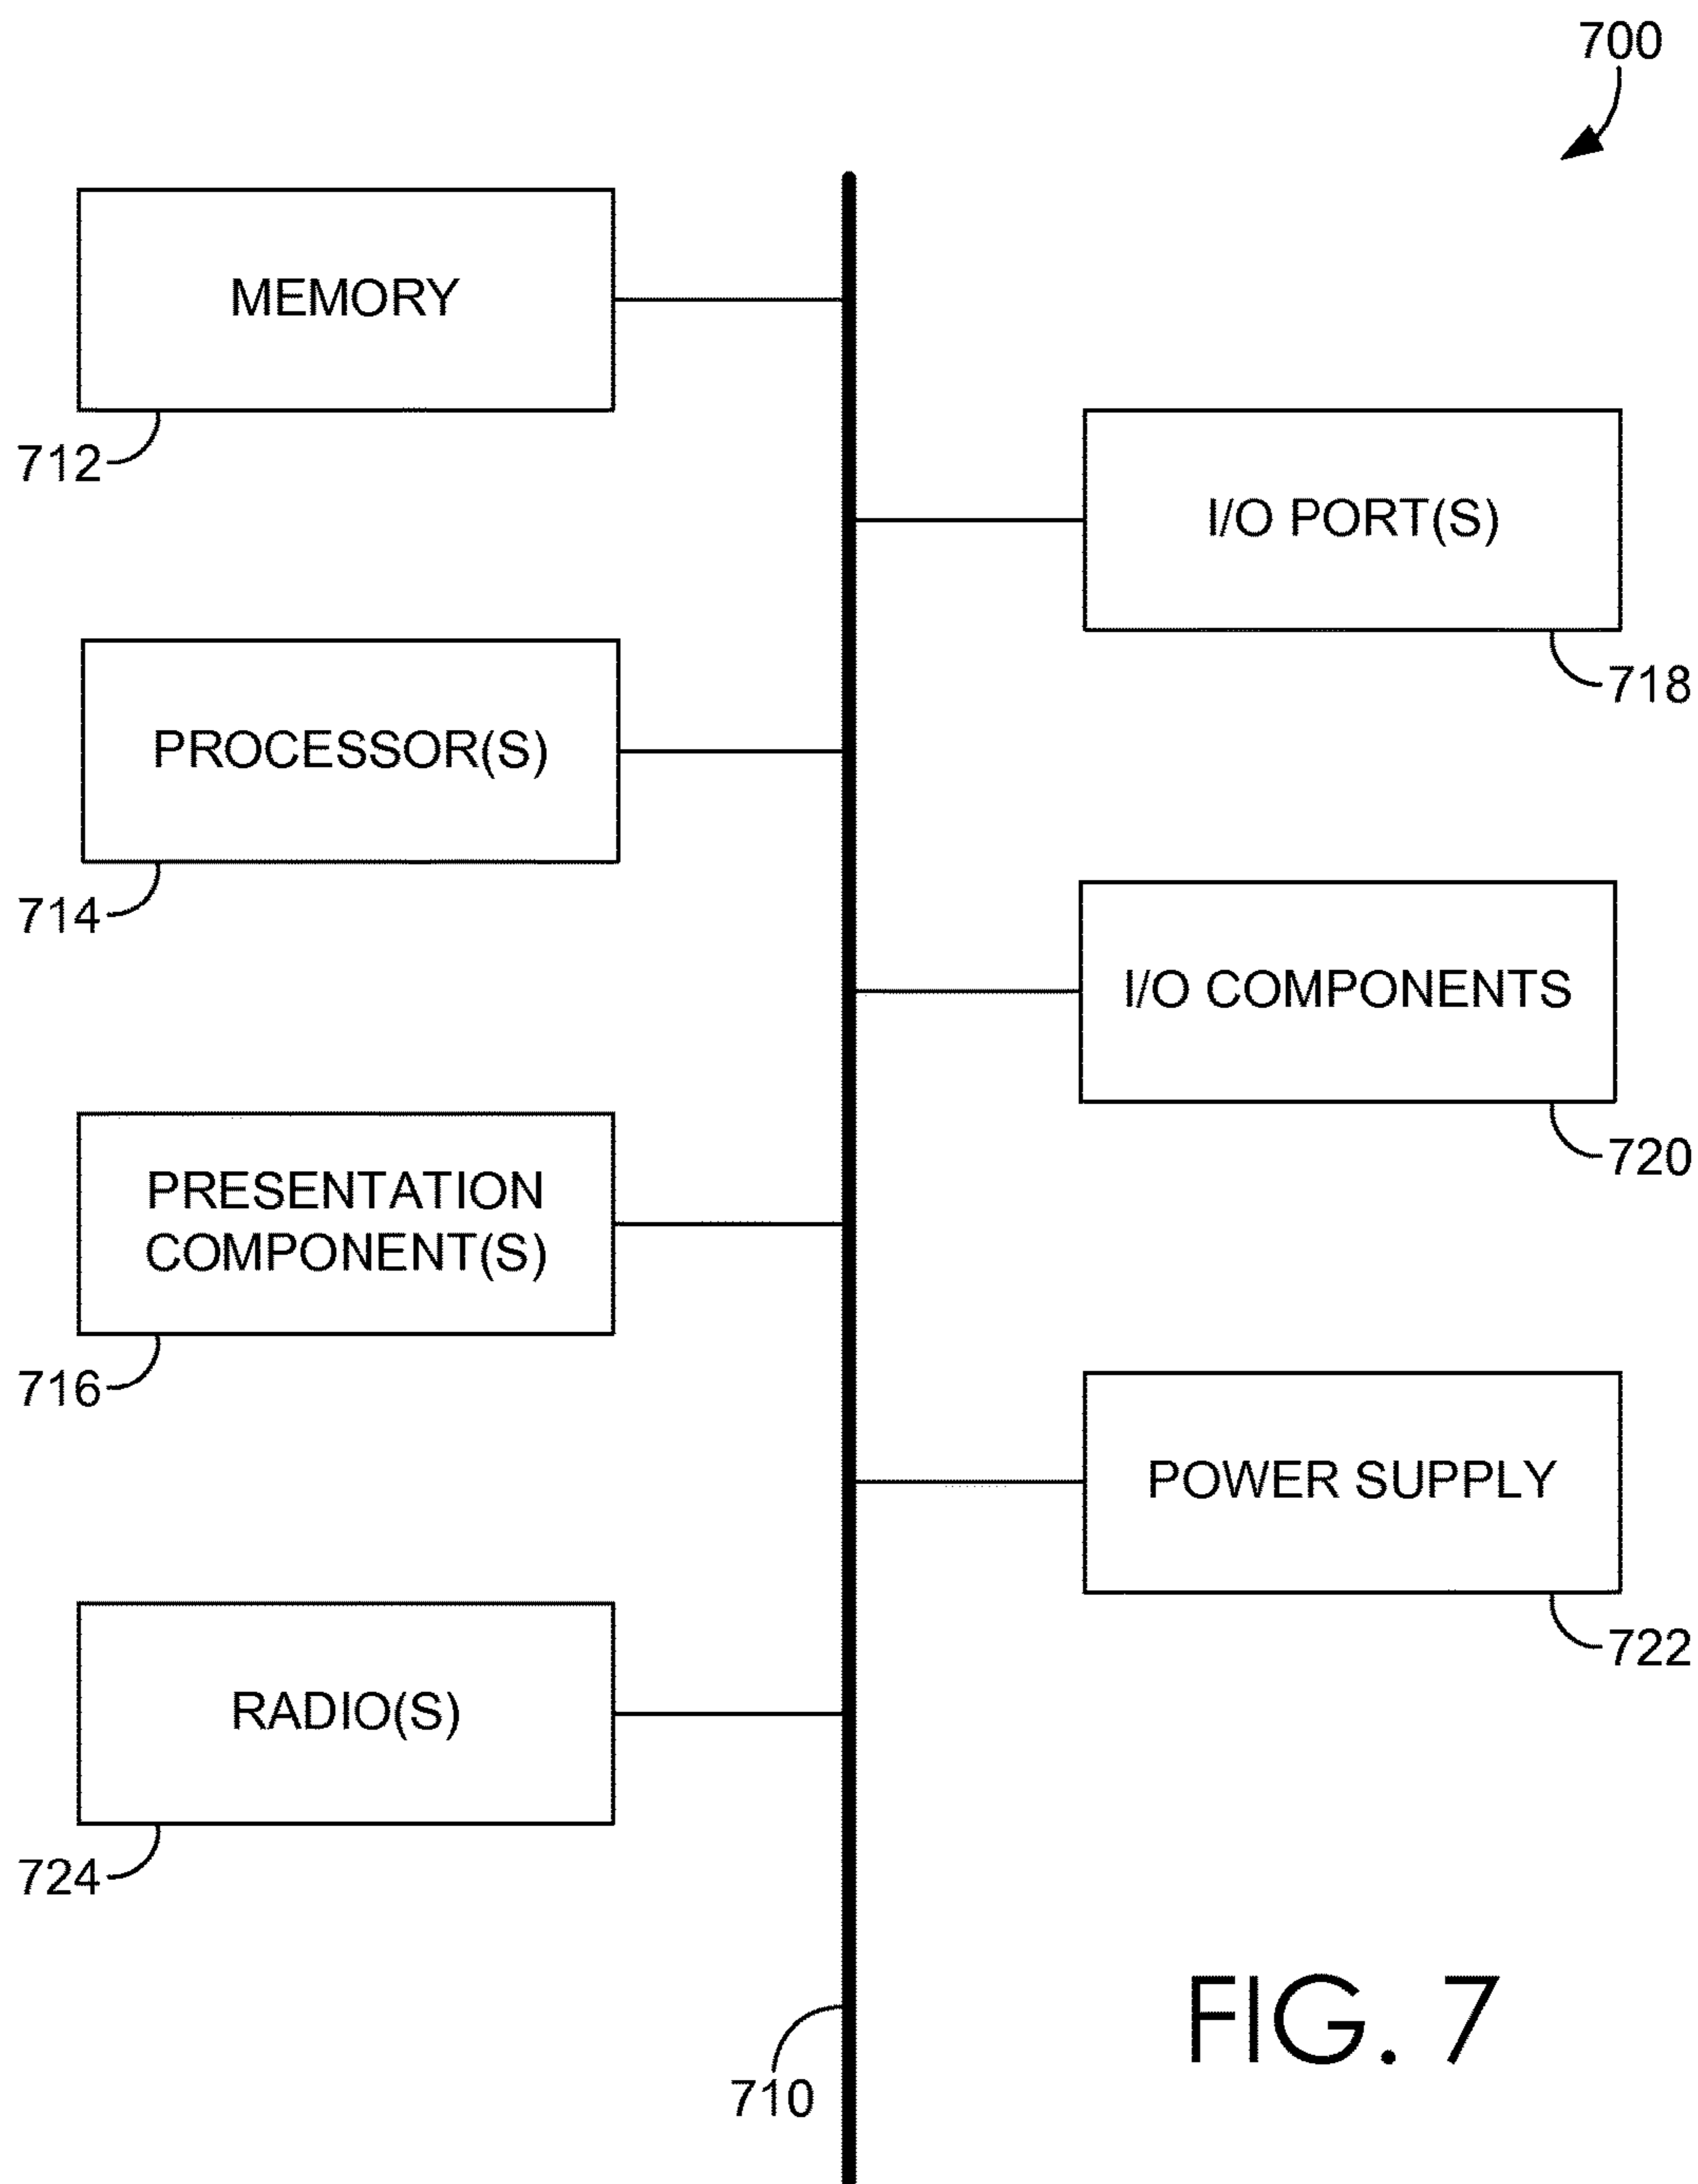 700
MEMORY
712
I/O PORT(S)
718
PROCESSOR(S)
714
I/O COMPONENTS
720
PRESENTATION
COMPONENT(S)
716
POWER SUPPLY
722
RADIO(S)
724
710
FIG. 7